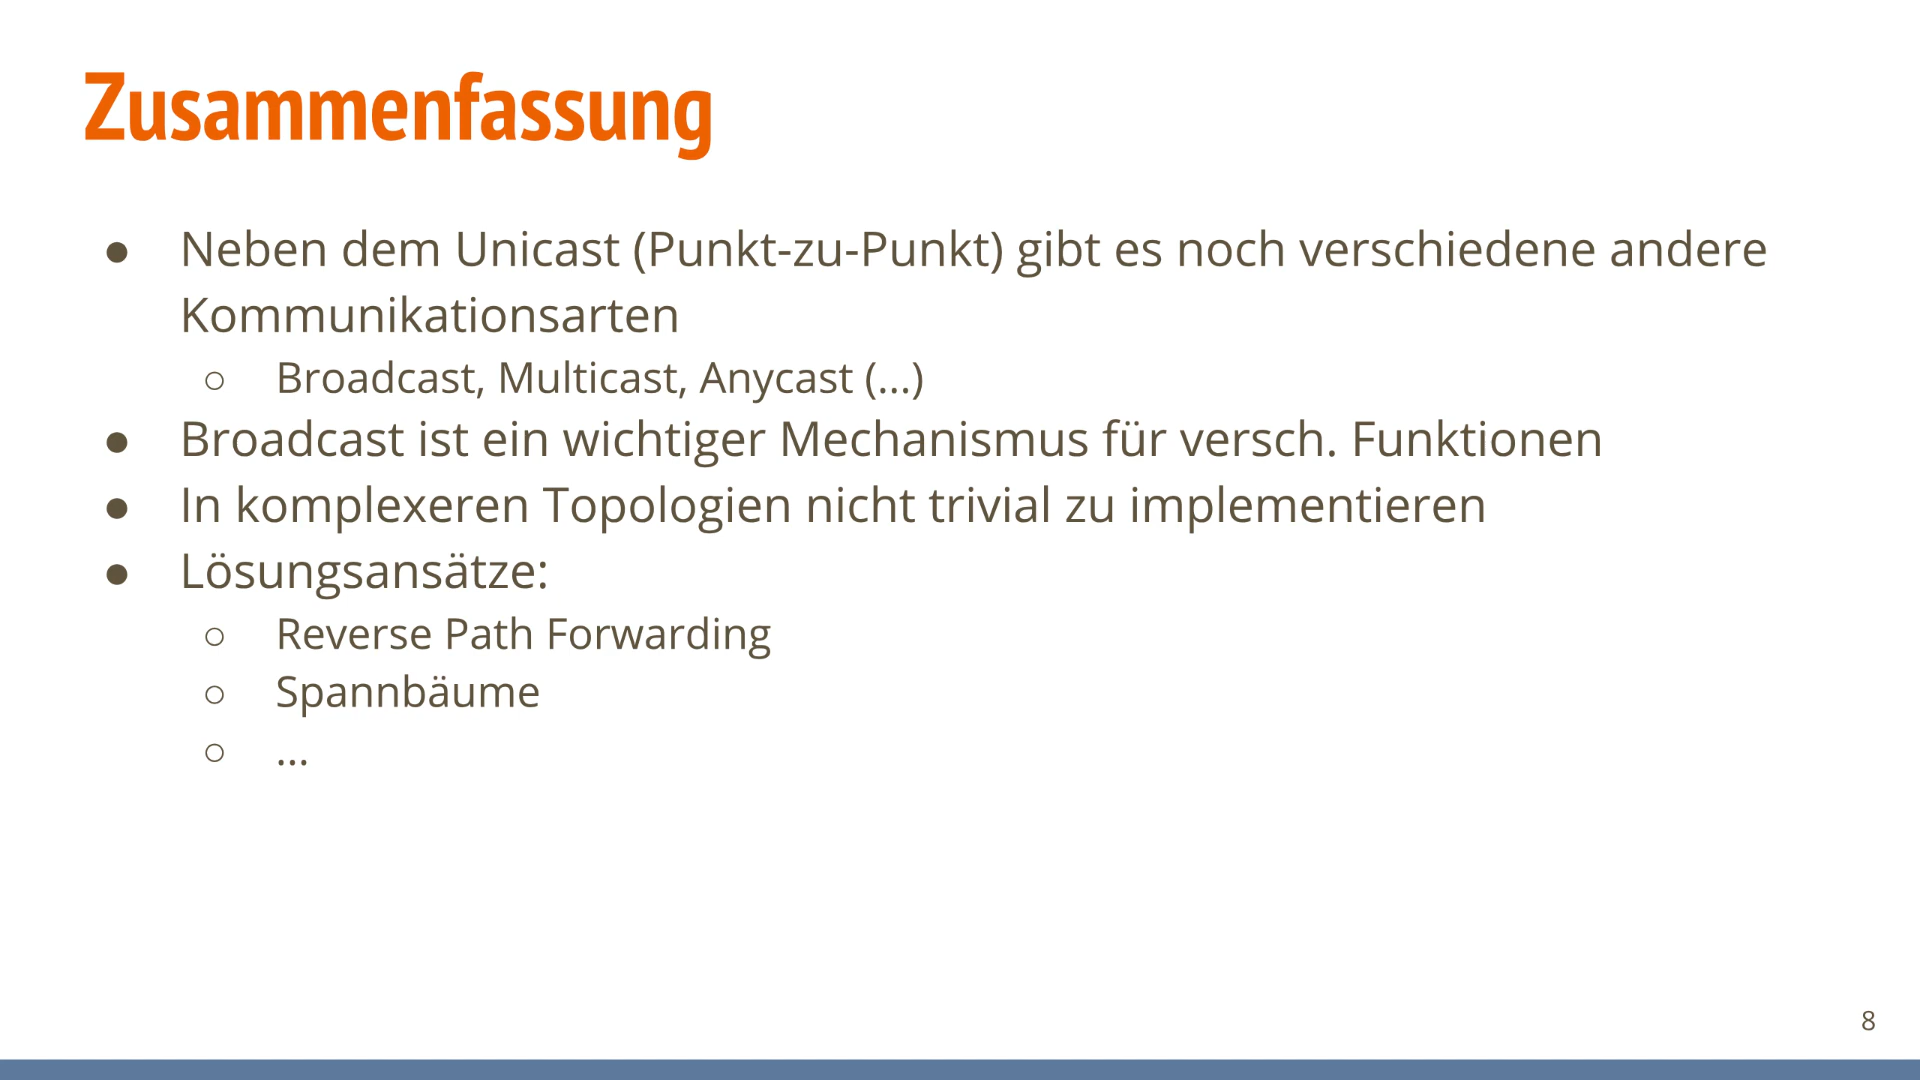 Zusammenfassung
● Neben dem Unicast (Punkt-zu-Punkt) gibt es noch verschiedene andere
Kommunikationsarten
○ Broadcast, Multicast, Anycast (...)
● Broadcast ist ein wichtiger Mechanismus für versch. Funktionen
● In komplexeren Topologien nicht trivial zu implementieren
● Lösungsansätze:
○ Reverse Path Forwarding
○ Spannbäume
○ ...
8